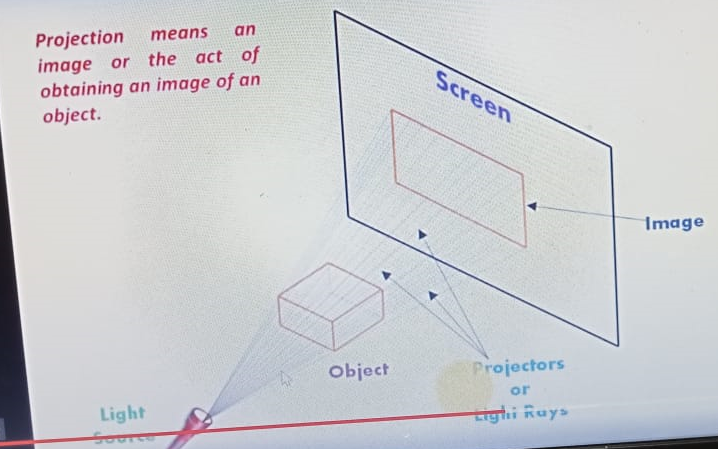 Projection means an
image or the act of
obtaining an image of an
object.
Screen
Image
Object
Projectors
or
Light Rays
Light
Source